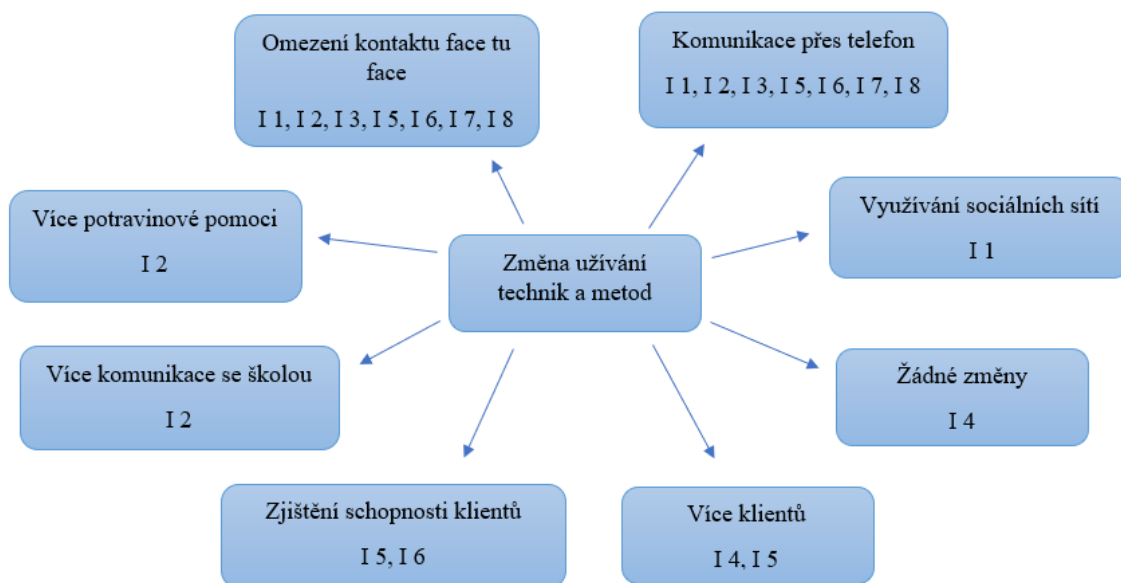 Omezení kontaktu face tu
face
I 1, I 2, I 3, I 5, I 6, I 7, I 8
Komunikace přes telefon
I 1, I 2, I 3, I 5, I 6, I 7, I 8
Více potravinové pomoci
I 2
Změna užívání
technik a metod
Využívání sociálních sítí
I 1
Více komunikace se školou
I 2
Žádné změny
I 4
Zjištění schopnosti klientů
I 5, I 6
Více klientů
I 4, I 5